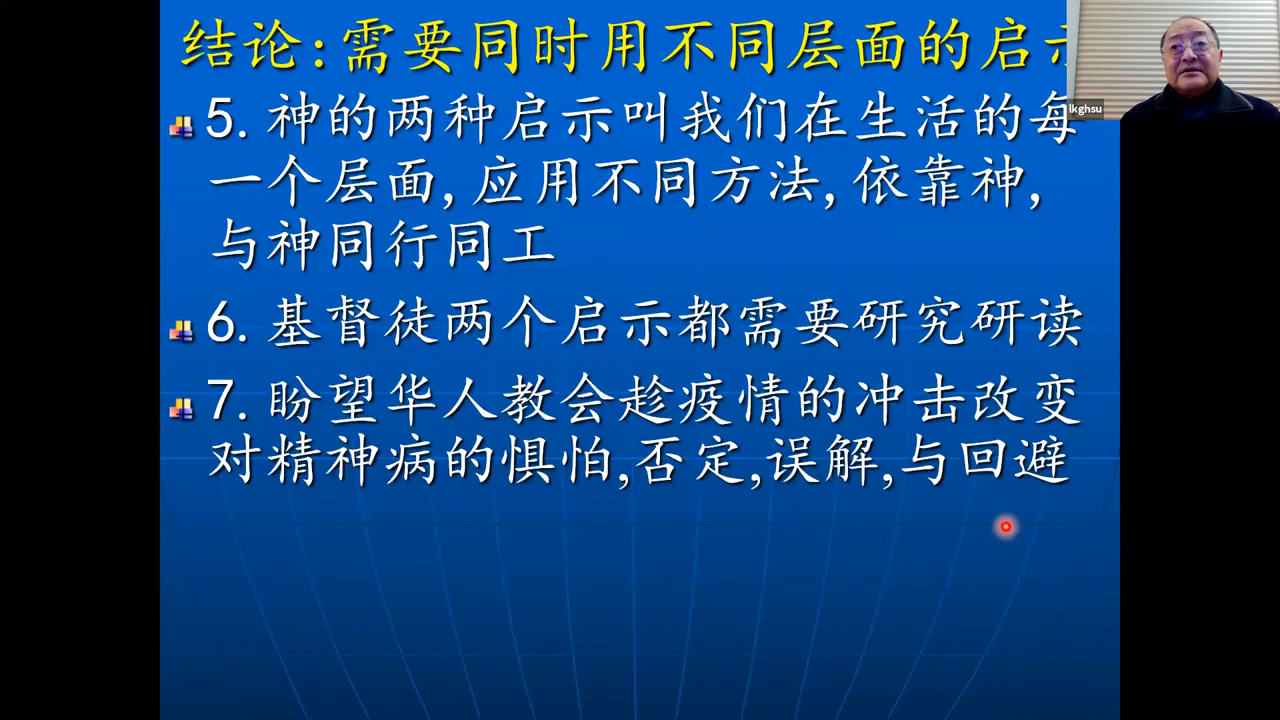 结论:需要同时用不同层面的启
5. 神的两种启示叫我们在生活的每
一个层面,应用不同方法,依靠神,
与神同行同工
6. 基督徒两个启示都需要研究研读
7. 盼望华人教会趁疫情的冲击改变
对精神病的惧怕,否定,误解,与回避
lkghsu